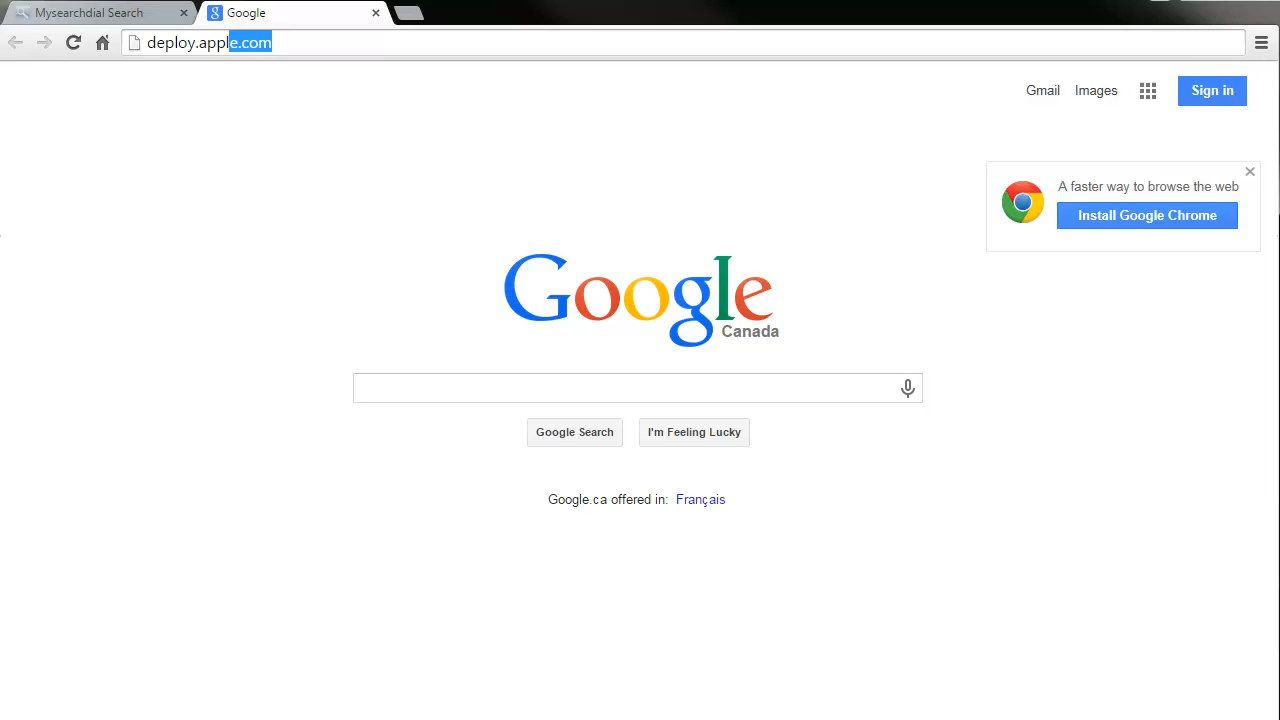 Mysearchdial Search
Google
deploy.apple.com
Gmail Images Sign in
A faster way to browse the web
Install Google Chrome
Google
Canada
Google Search I'm Feeling Lucky
Google.ca offered in: Français